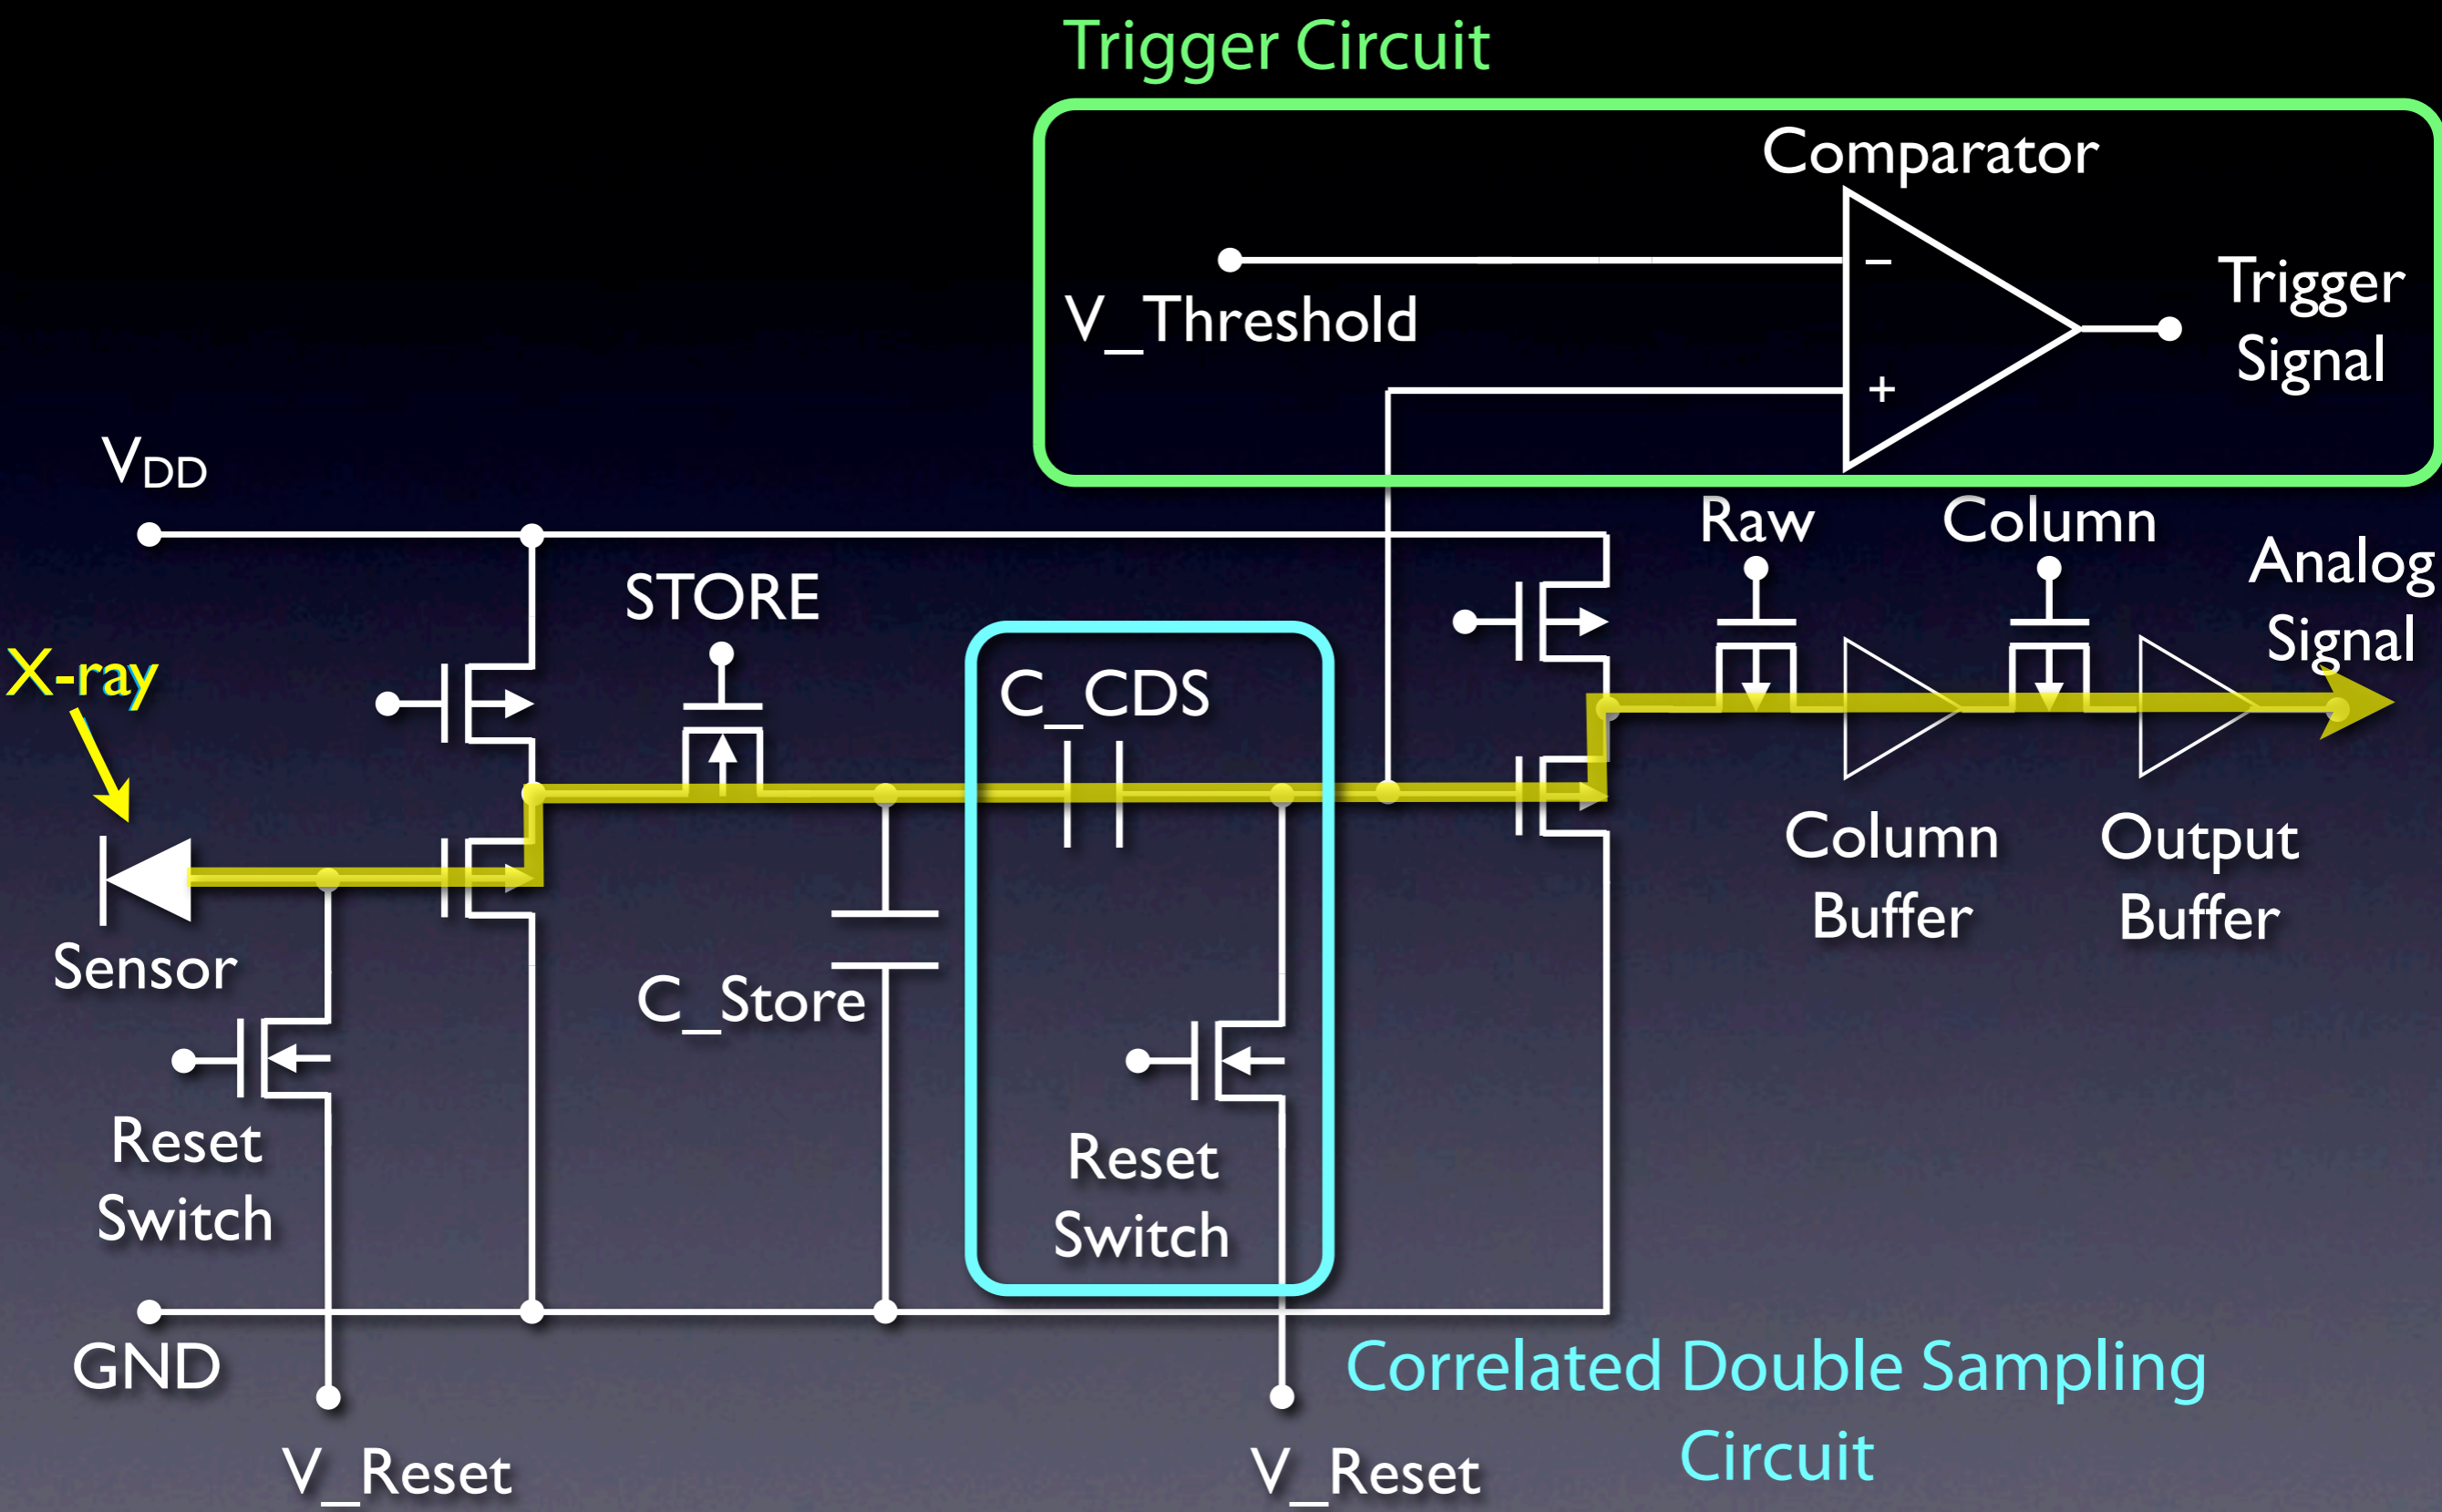 Trigger Circuit
Comparator
−
V_Threshold
Trigger
Signal
+
V_DD
Raw
Column
Analog
Signal
STORE
X-ray
C_CDS
Column
Buffer
Output
Buffer
Sensor
C_Store
Reset
Switch
Reset
Switch
GND
Correlated Double Sampling
Circuit
V_Reset
V_Reset